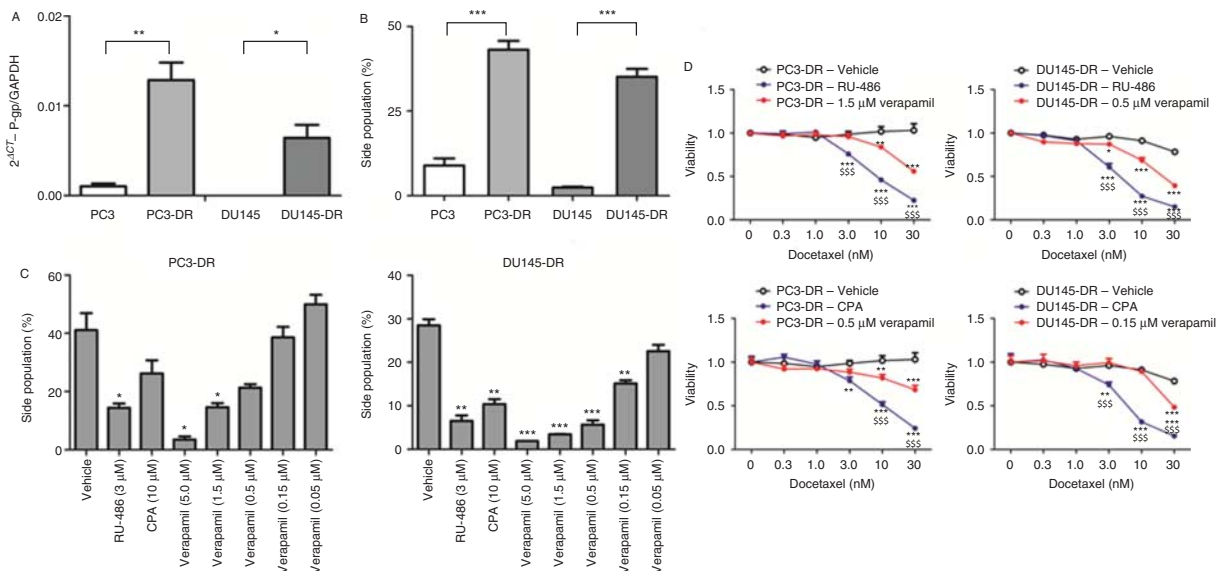 A
2^ΔCT_ P-gp/GAPDH
0.02
0.01
0.00
**
*
PC3
PC3-DR
DU145
DU145-DR
B
Side population (%)
50
25
0
***
***
PC3
PC3-DR
DU145
DU145-DR
C
PC3-DR
Side population (%)
60
40
20
0
*
*
*
Vehicle
RU-486 (3 μM)
CPA (10 μM)
Verapamil (5.0 μM)
Verapamil (1.5 μM)
Verapamil (0.5 μM)
Verapamil (0.15 μM)
Verapamil (0.05 μM)
DU145-DR
Side population (%)
40
30
20
10
0
**
**
***
***
***
**
Vehicle
RU-486 (3 μM)
CPA (10 μM)
Verapamil (5.0 μM)
Verapamil (1.5 μM)
Verapamil (0.5 μM)
Verapamil (0.15 μM)
Verapamil (0.05 μM)
D
PC3-DR – Vehicle
PC3-DR – RU-486
PC3-DR – 1.5 μM verapamil
Viability
1.5
1.0
0.5
0.0
**
***
***
$$$
***
$$$
***
$$$
0 0.3 1.0 3.0 10 30
Docetaxel (nM)
DU145-DR – Vehicle
DU145-DR – RU-486
DU145-DR – 0.5 μM verapamil
Viability
1.5
1.0
0.5
0.0
*
***
***
***
$$$
***
$$$
***
$$$
0 0.3 1.0 3.0 10 30
Docetaxel (nM)
PC3-DR – Vehicle
PC3-DR – CPA
PC3-DR – 0.5 μM verapamil
Viability
1.5
1.0
0.5
0.0
**
***
**
***
$$$
***
$$$
0 0.3 1.0 3.0 10 30
Docetaxel (nM)
DU145-DR – Vehicle
DU145-DR – CPA
DU145-DR – 0.15 μM verapamil
Viability
1.5
1.0
0.5
0.0
**
$$$
***
$$$
***
***
$$$
0 0.3 1.0 3.0 10 30
Docetaxel (nM)